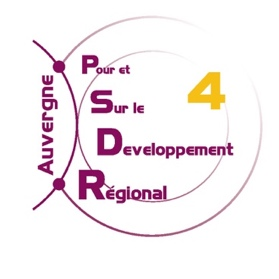 Auvergne
Pour et
Sur le
4
Developpement
Régional